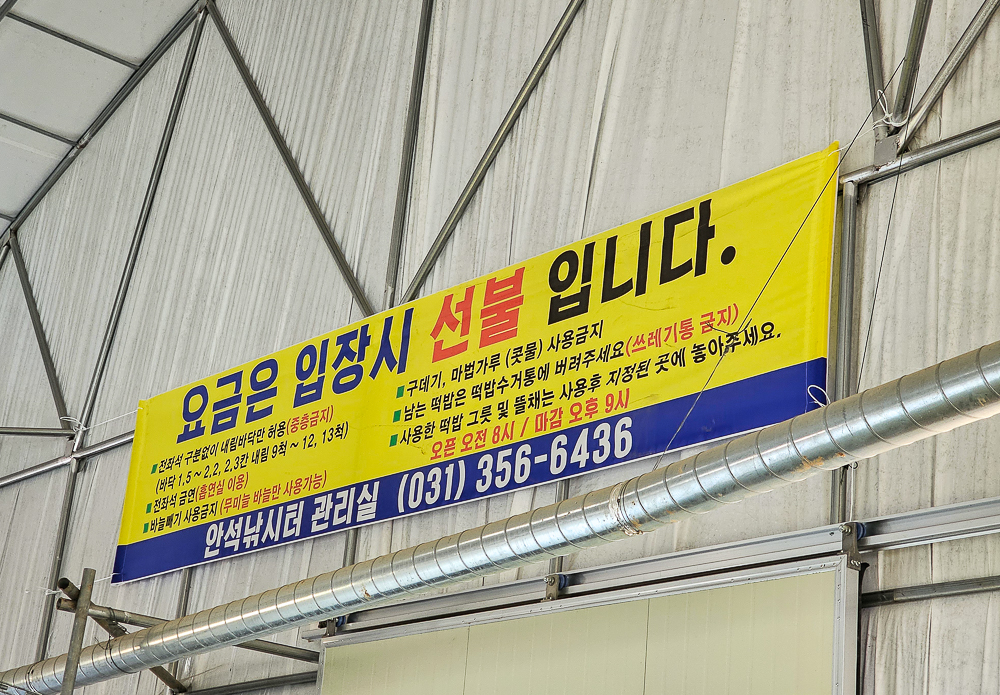 요금은 입장시 선불 입니다.
■ 전좌석 구분없이 내림바닥만 허용(중층금지)
(바닥 1,5 ~ 2,2, 2,3칸 내림 9척 ~ 12, 13척)
■ 전좌석 금연(흡연실 이용)
■ 바늘빼기 사용금지 (무미늘 바늘만 사용가능)
■ 구데기, 마법가루 (콧물) 사용금지
■ 남는 떡밥은 떡밥수거통에 버려주세요(쓰레기통 금지)
■ 사용한 떡밥 그릇 및 뜰채는 사용후 지정된 곳에 놓아주세요.
오픈 오전 8시 / 마감 오후 9시
안석낚시터 관리실 (031) 356-6436